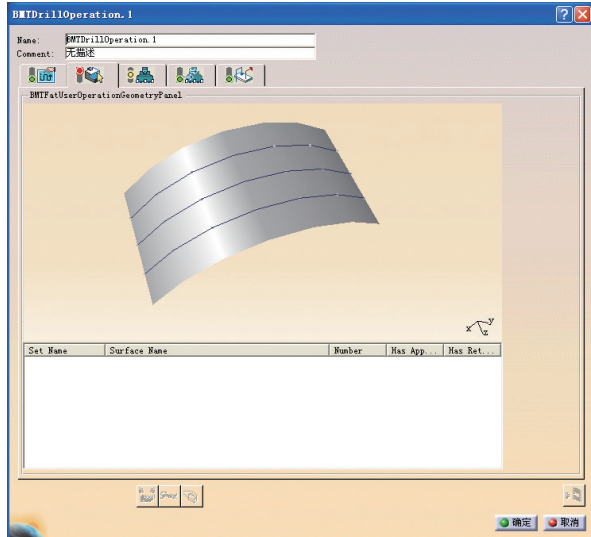 BMTDrillOperation.1
Name: BMTDrillOperation.1
Comment: 无描述
BMTFatUserOperationGeometryPanel
x y z
Set Name Surface Name Number Has App... Has Ret...
确定 取消